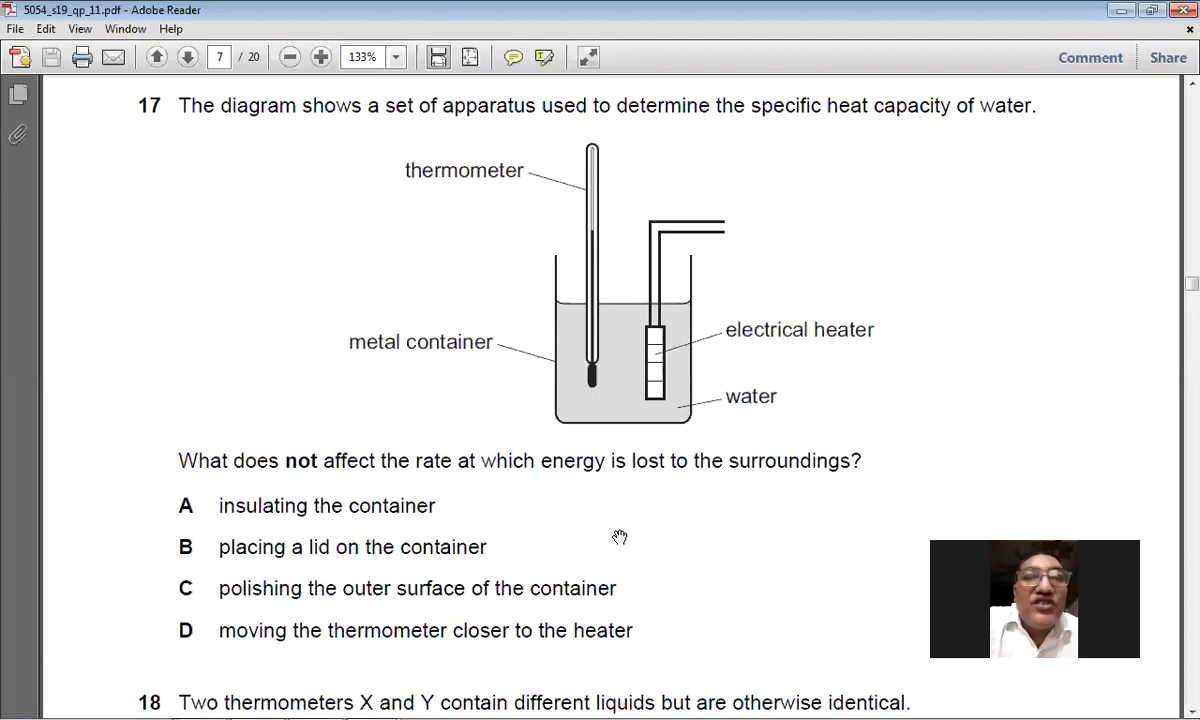 5054_s19_qp_11.pdf - Adobe Reader
File Edit View Window Help
7 / 20 133% Comment Share
17 The diagram shows a set of apparatus used to determine the specific heat capacity of water.
thermometer
electrical heater
metal container
water
What does not affect the rate at which energy is lost to the surroundings?
A insulating the container
B placing a lid on the container
C polishing the outer surface of the container
D moving the thermometer closer to the heater
18 Two thermometers X and Y contain different liquids but are otherwise identical.